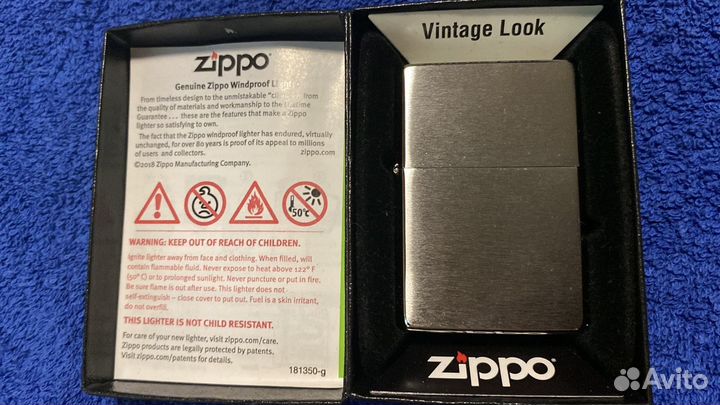 zippo
Genuine Zippo Windproof
From timeless design to the unmistakable from
the quality of materials and workmanship to the
Guarantee . . . these are the features that make a Zippo
lighter so satisfying to own.
The fact that the Zippo windproof lighter has endured, virtually
unchanged, for over 80 years is proof of its appeal to millions
of users and collectors. zippo.com
©2018 Zippo Manufacturing Company.
50°C
WARNING: KEEP OUT OF REACH OF CHILDREN.
Ignite lighter away from face and clothing. When filled, will
contain flammable fluid. Never expose to heat above 122° F
(50° C) or to prolonged sunlight. Never puncture or put in fire.
Be sure flame is out after use. This lighter does not
self-extinguish – close cover to put out. Fuel is a skin irritant,
do not overfill.
THIS LIGHTER IS NOT CHILD RESISTANT.
For care of your new lighter, visit zippo.com/care.
Zippo products are legally protected by patents.
Visit zippo.com/patents for details.
181350-g
Vintage Look
zippo
Avito